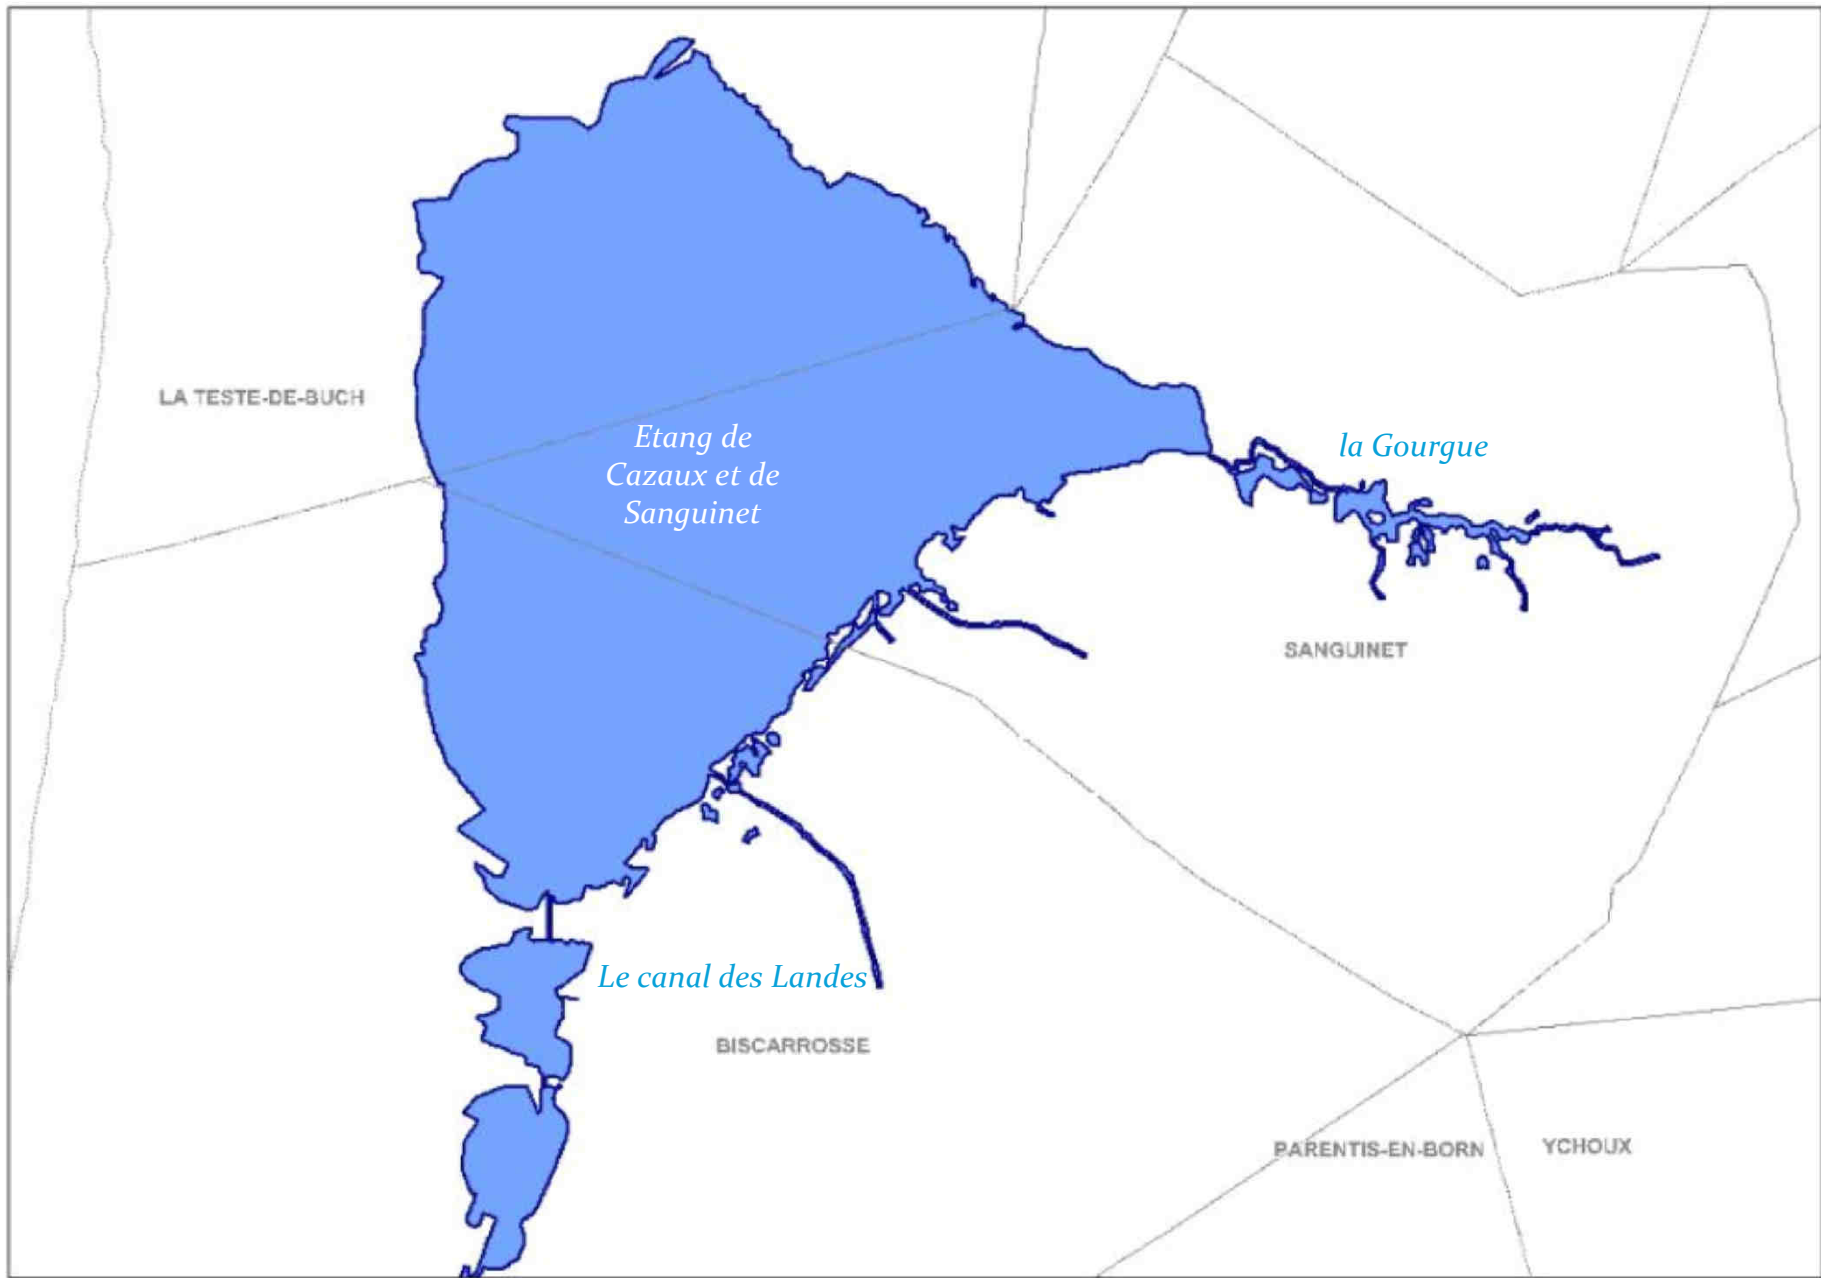 LA TESTE-DE-BUCH
Etang de
Cazaux et de
Sanguinet
la Gourgue
SANGUINET
Le canal des Landes
BISCARROSSE
PARENTIS-EN-BORN
YCHOUX